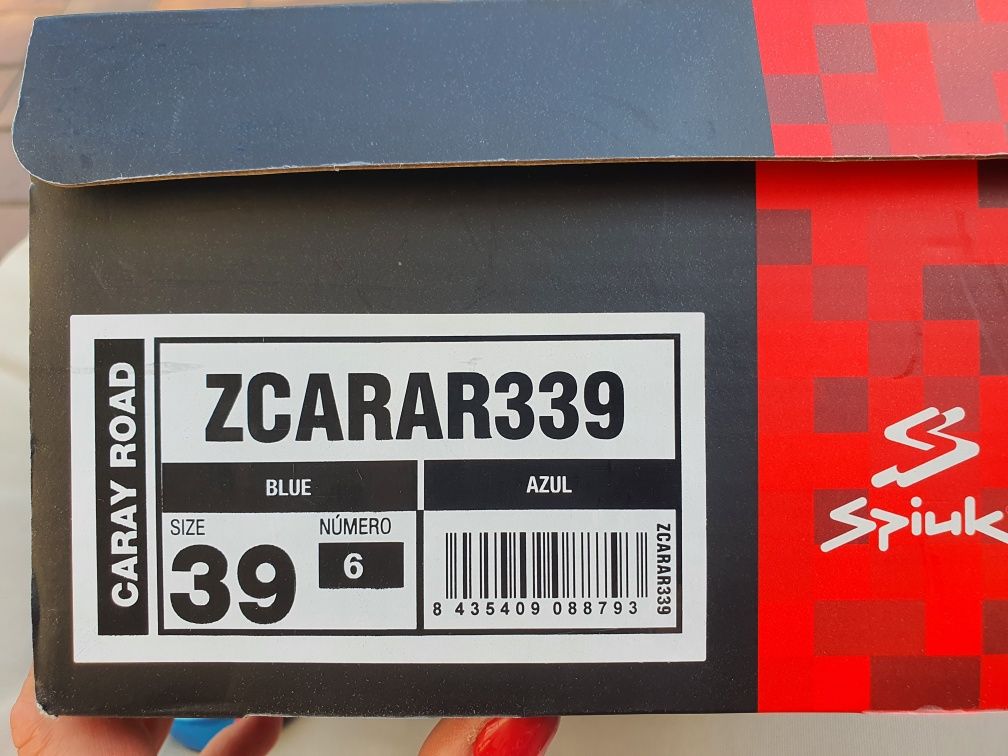 CARAY ROAD
ZCARAR339
BLUE
AZUL
SIZE
39
NÚMERO
6
8 435409 088793
ZCARAR339
Spiuk